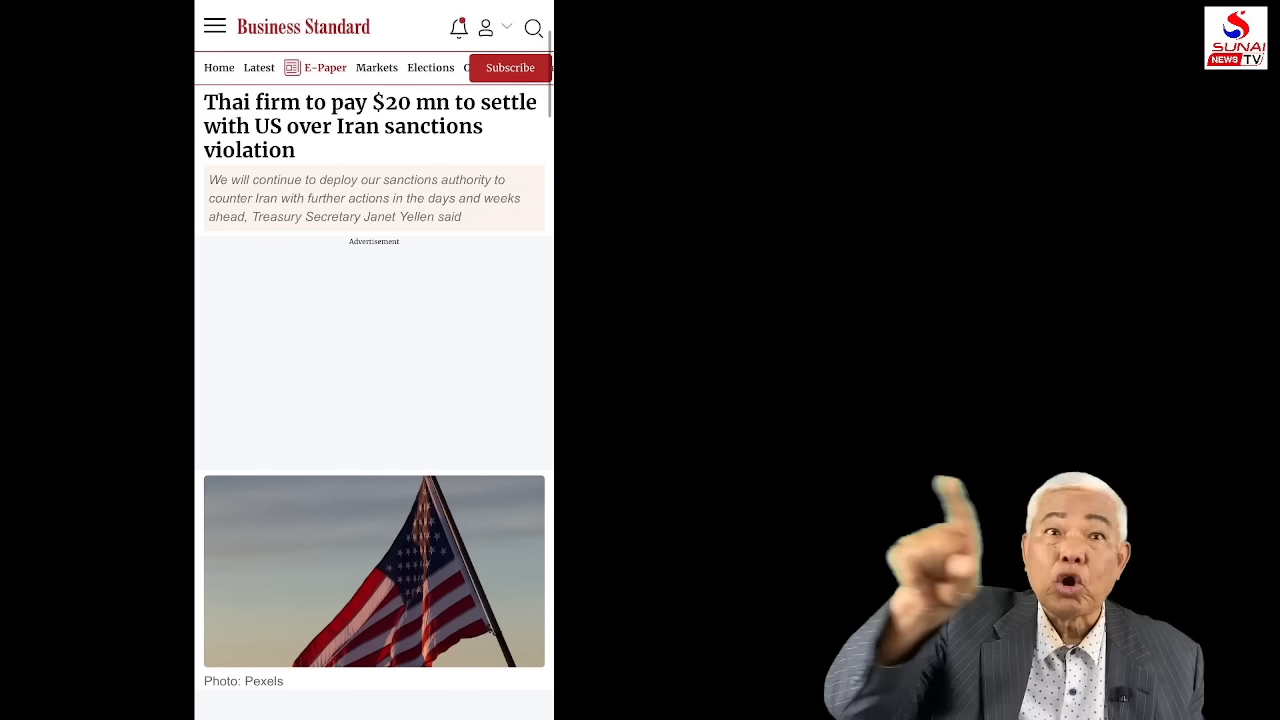 Business Standard
Home Latest E-Paper Markets Elections Subscribe
Thai firm to pay $20 mn to settle
with US over Iran sanctions
violation
We will continue to deploy our sanctions authority to
counter Iran with further actions in the days and weeks
ahead, Treasury Secretary Janet Yellen said
Advertisement
Photo: Pexels
SUNAI
NEWS TV